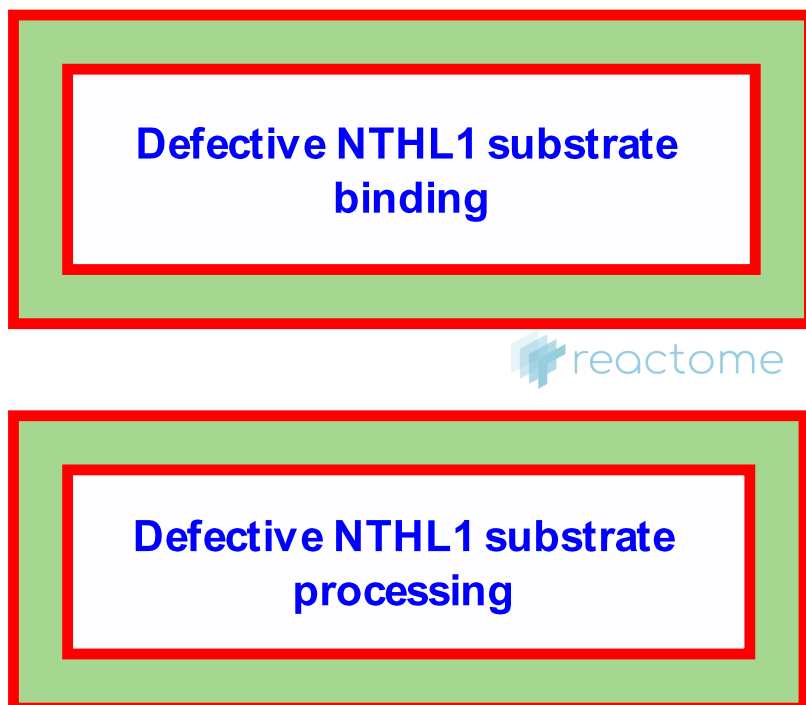 Defective NTHL1 substrate
binding
reactome
Defective NTHL1 substrate
processing